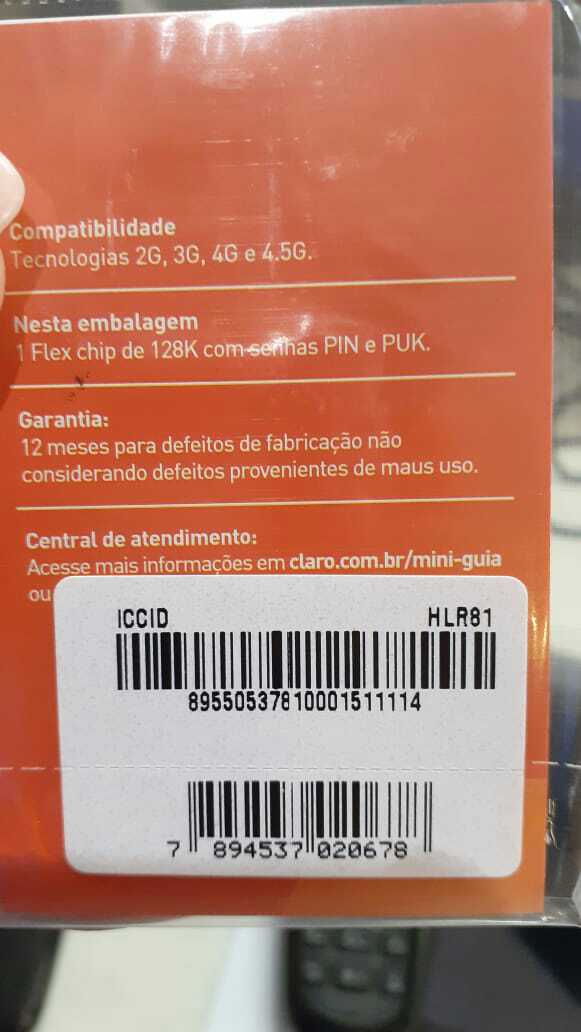 Compatibilidade
Tecnologias 2G, 3G, 4G e 4.5G.
Nesta embalagem
1 Flex chip de 128K com senhas PIN e PUK.
Garantia:
12 meses para defeitos de fabricação não
considerando defeitos provenientes de maus uso.
Central de atendimento:
Acesse mais informações em claro.com.br/mini-guia
ou
ICCID HLR81
89550537810001511114
7 894537 020678